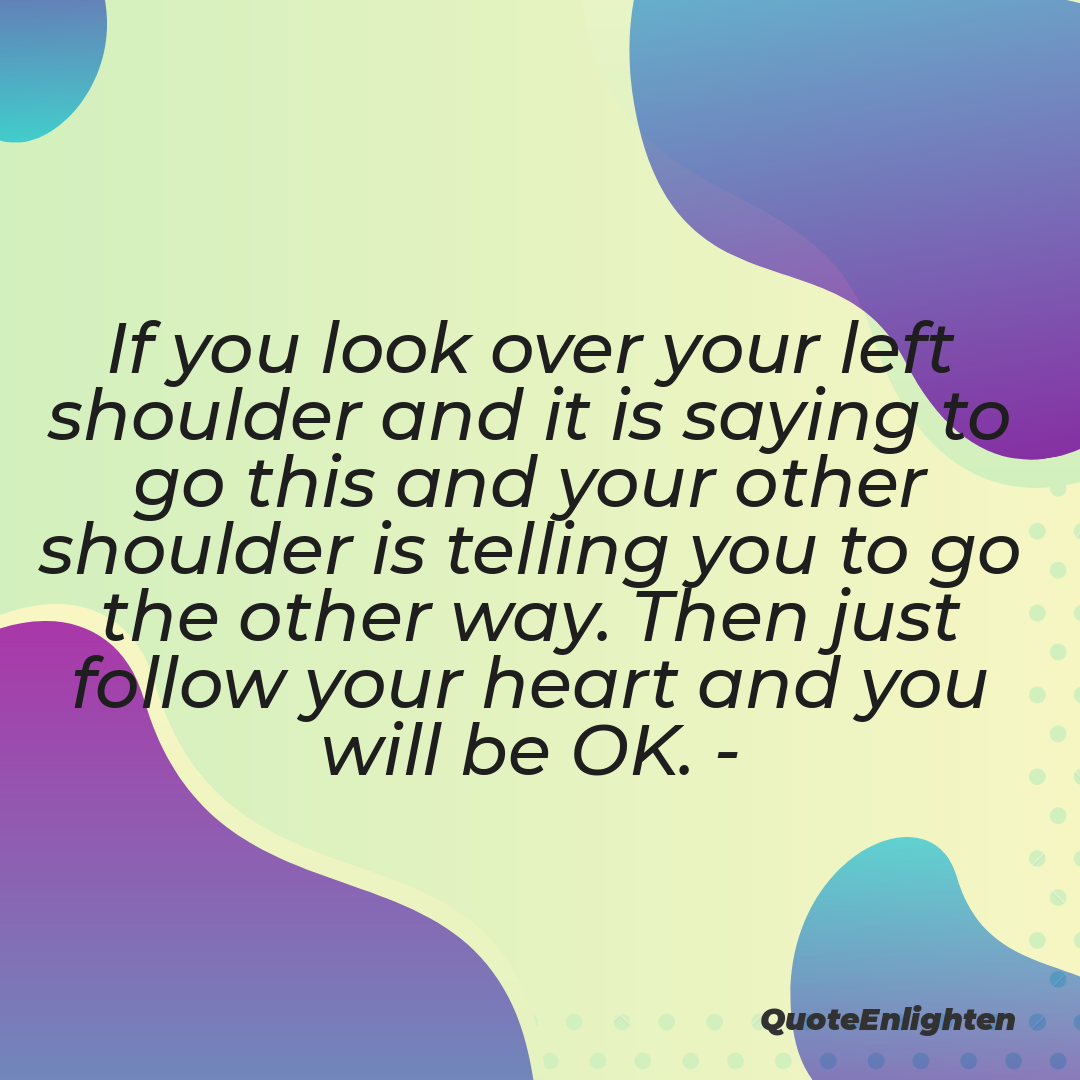 If you look over your left
shoulder and it is saying to
go this and your other
shoulder is telling you to go
the other way. Then just
follow your heart and you
will be OK. -
QuoteEnlighten